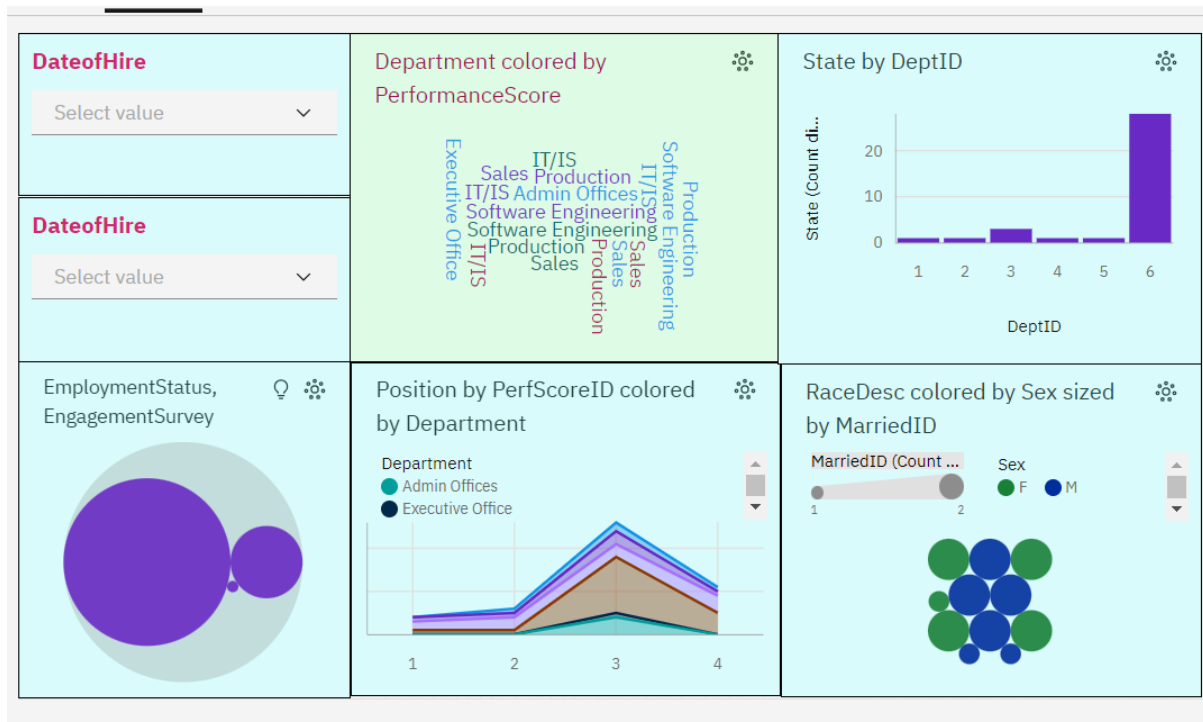 DateofHire
Select value
DateofHire
Select value
Department colored by
PerformanceScore
Executive Office
IT/IS
Sales
Production
IT/IS
Admin Offices
IT/IS
Software Engineering
Production
Software Engineering
Software Engineering
IT/IS
Production
Production
Sales
Sales
Sales
State by DeptID
State (Count di...
20
10
0
1 2 3 4 5 6
DeptID
EmploymentStatus,
EngagementSurvey
Position by PerfScoreID colored
by Department
Department
Admin Offices
Executive Office
1 2 3 4
RaceDesc colored by Sex sized
by MarriedID
MarriedID (Count ...
1 2
Sex
F M